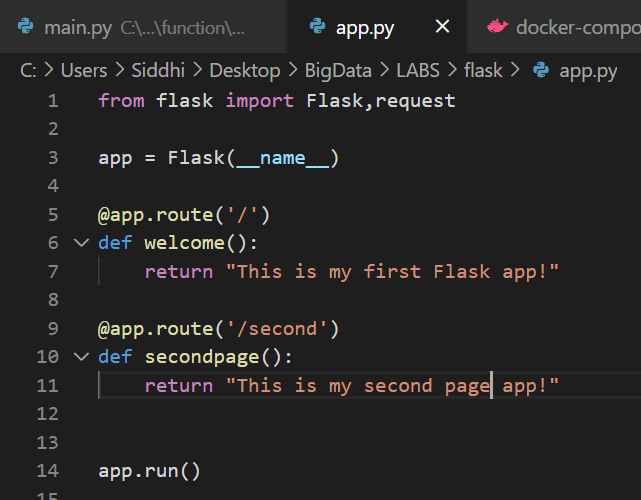 main.py C:\...\function\... app.py × docker-compo
C: > Users > Siddhi > Desktop > BigData > LABS > flask > app.py
1 from flask import Flask,request
2
3 app = Flask(__name__)
4
5 @app.route('/')
6 def welcome():
7 return "This is my first Flask app!"
8
9 @app.route('/second')
10 def secondpage():
11 return "This is my second page app!"
12
13
14 app.run()
15